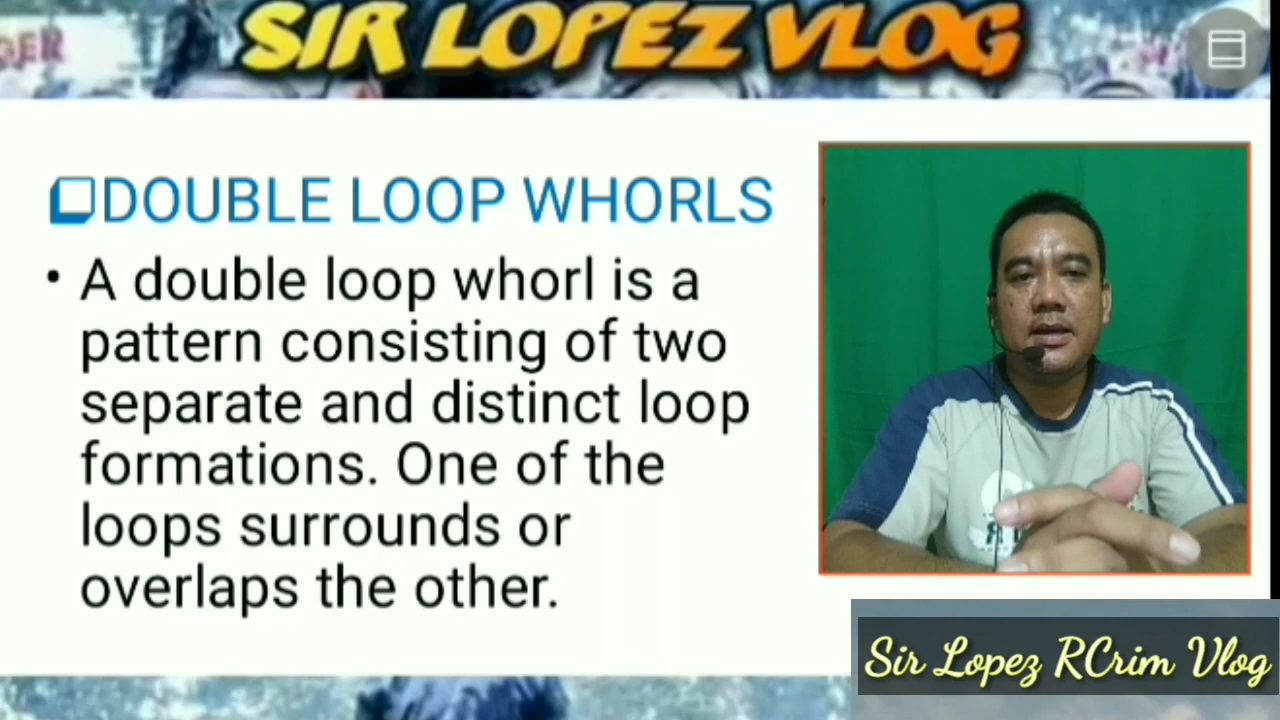 SIR LOPEZ VLOG
DOUBLE LOOP WHORLS
• A double loop whorl is a
pattern consisting of two
separate and distinct loop
formations. One of the
loops surrounds or
overlaps the other.
Sir Lopez RCrim Vlog